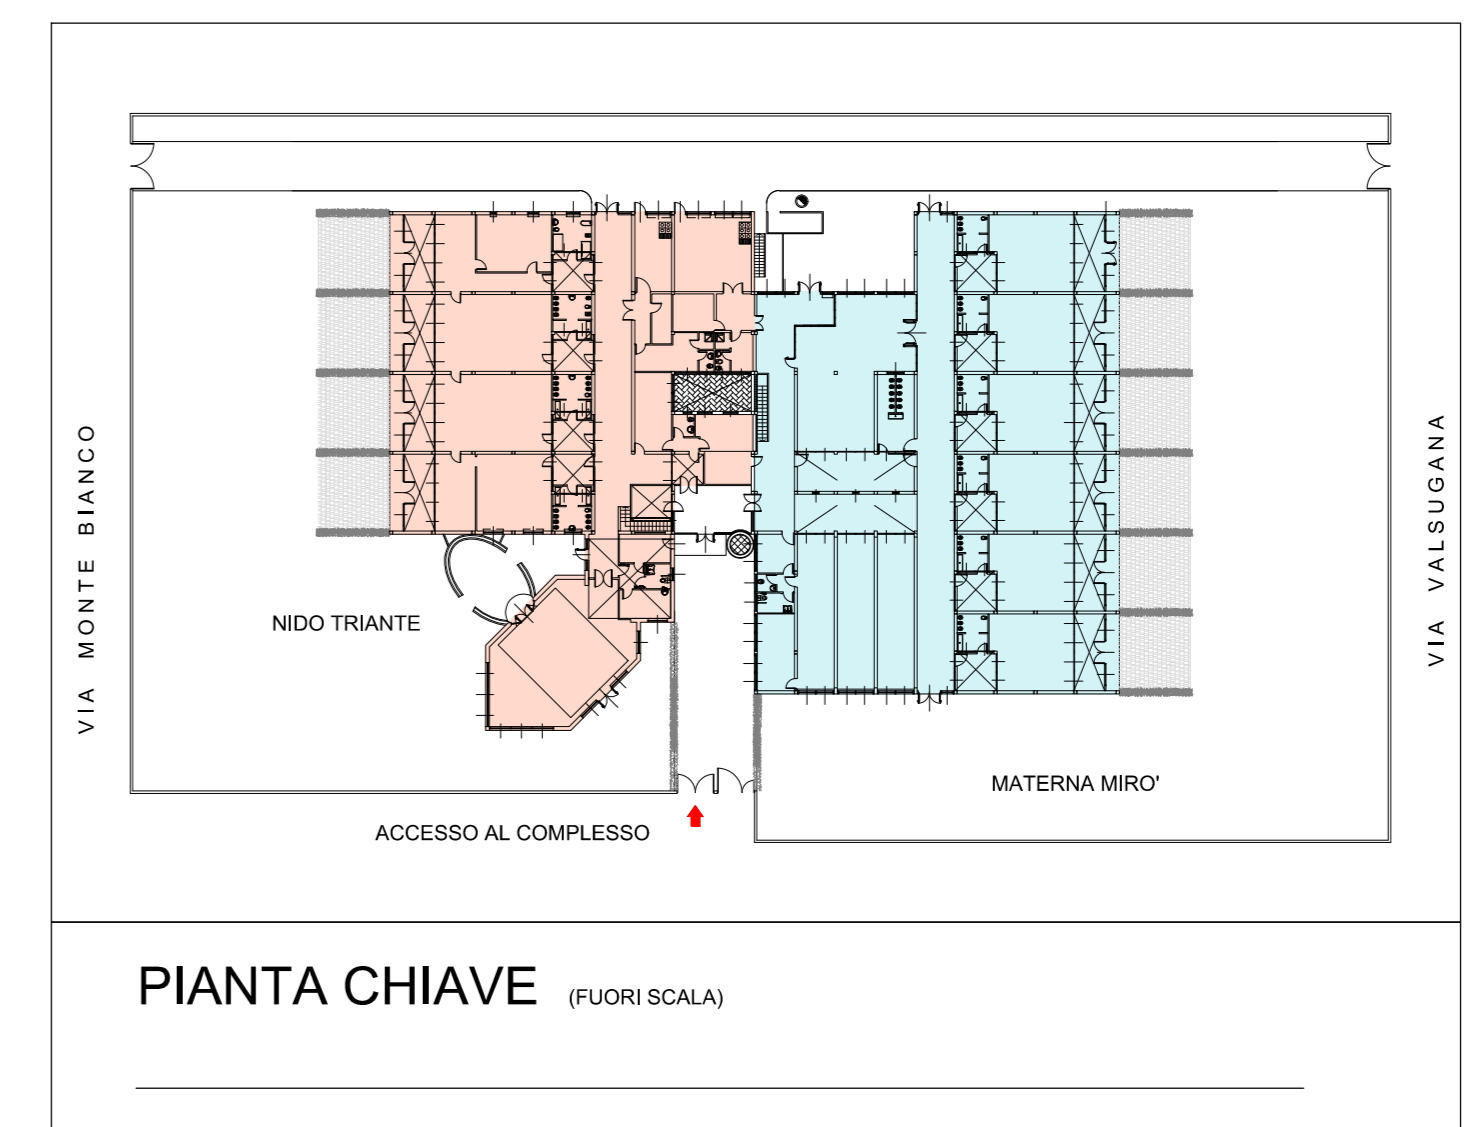 VIA MONTE BIANCO
VIA VALSUGANA
NIDO TRIANTE
MATERNA MIRO'
ACCESSO AL COMPLESSO
PIANTA CHIAVE (FUORI SCALA)